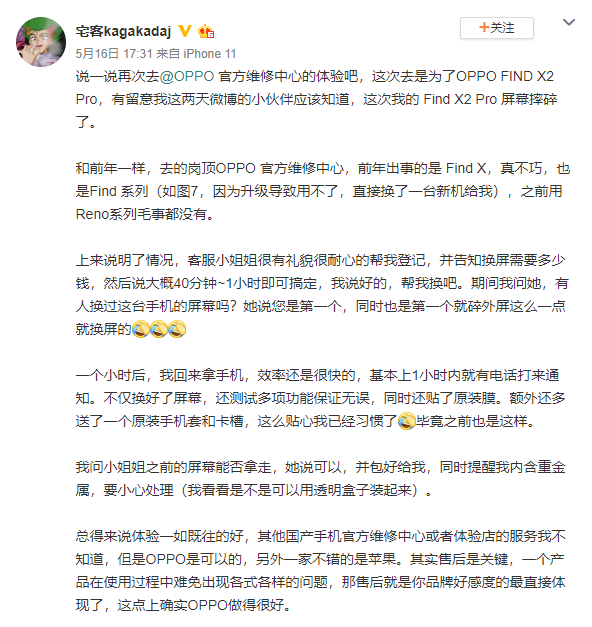 宅客kagakadaj
+关注
5月16日 17:31 来自 iPhone 11
说一说再次去@OPPO 官方维修中心的体验吧，这次去是为了OPPO FIND X2
Pro，有留意我这两天微博的小伙伴应该知道，这次我的 Find X2 Pro 屏幕摔碎
了。
和前年一样，去的岗顶OPPO 官方维修中心，前年出事的是 Find X，真不巧，也
是Find 系列（如图7，因为升级导致用不了，直接换了一台新机给我），之前用
Reno系列毛事都没有。
上来说明了情况，客服小姐姐很有礼貌很耐心的帮我登记，并告知换屏需要多少
钱，然后说大概40分钟~1小时即可搞定，我说好的，帮我换吧。期间我问她，有
人换过这台手机的屏幕吗？她说您是第一个，同时也是第一个就碎外屏这么一点
就换屏的
一个小时后，我回来拿手机，效率还是很快的，基本上1小时内就有电话打来通
知。不仅换好了屏幕，还测试多项功能保证无误，同时还贴了原装膜。额外还多
送了一个原装手机套和卡槽，这么贴心我已经习惯了毕竟之前也是这样。
我问小姐姐之前的屏幕能否拿走，她说可以，并包好给我，同时提醒我内含重金
属，要小心处理（我看看是不是可以用透明盒子装起来）。
总得来说体验一如既往的好，其他国产手机官方维修中心或者体验店的服务我不
知道，但是OPPO是可以的，另外一家不错的是苹果。其实售后是关键，一个产
品在使用过程中难免出现各式各样的问题，那售后就是你品牌好感度的最直接体
现了，这点上确实OPPO做得很好。